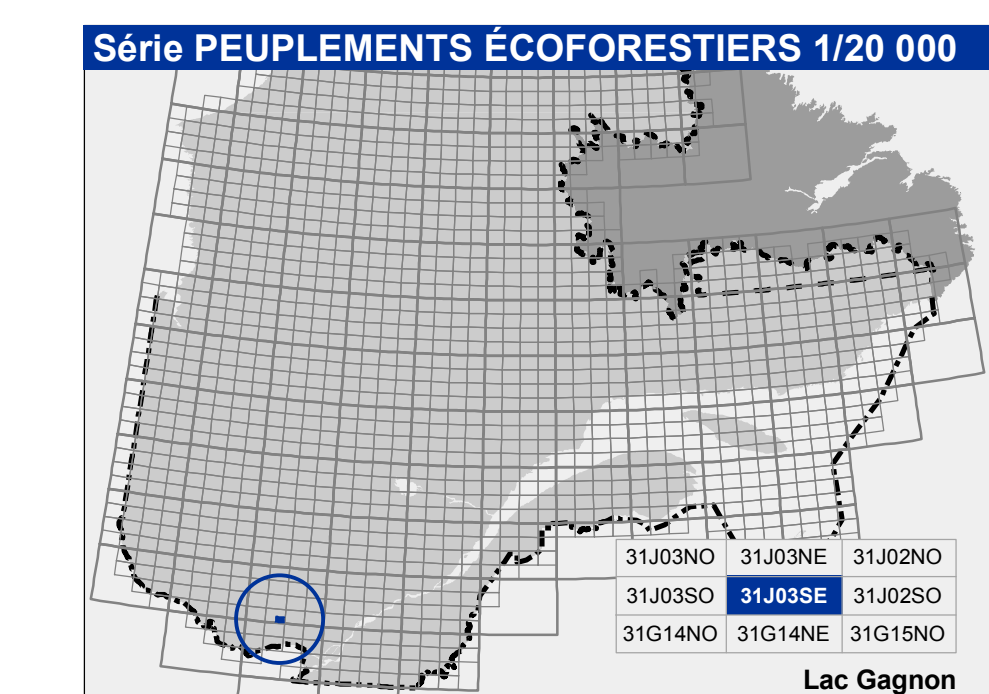 Série PEUPLEMENTS ÉCOFORESTIERS 1/20 000
31J03NO 31J03NE 31J02NO
31J03SO 31J03SE 31J02SO
31G14NO 31G14NE 31G15NO
Lac Gagnon